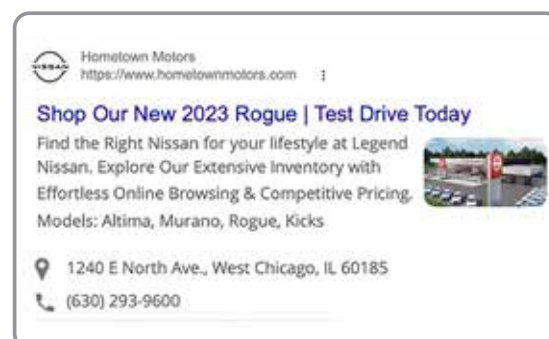 NISSAN
Hometown Motors
https://www.hometownmotors.com
Shop Our New 2023 Rogue | Test Drive Today
Find the Right Nissan for your lifestyle at Legend
Nissan. Explore Our Extensive Inventory with
Effortless Online Browsing & Competitive Pricing.
Models: Altima, Murano, Rogue, Kicks
1240 E North Ave., West Chicago, IL 60185
(630) 293-9600